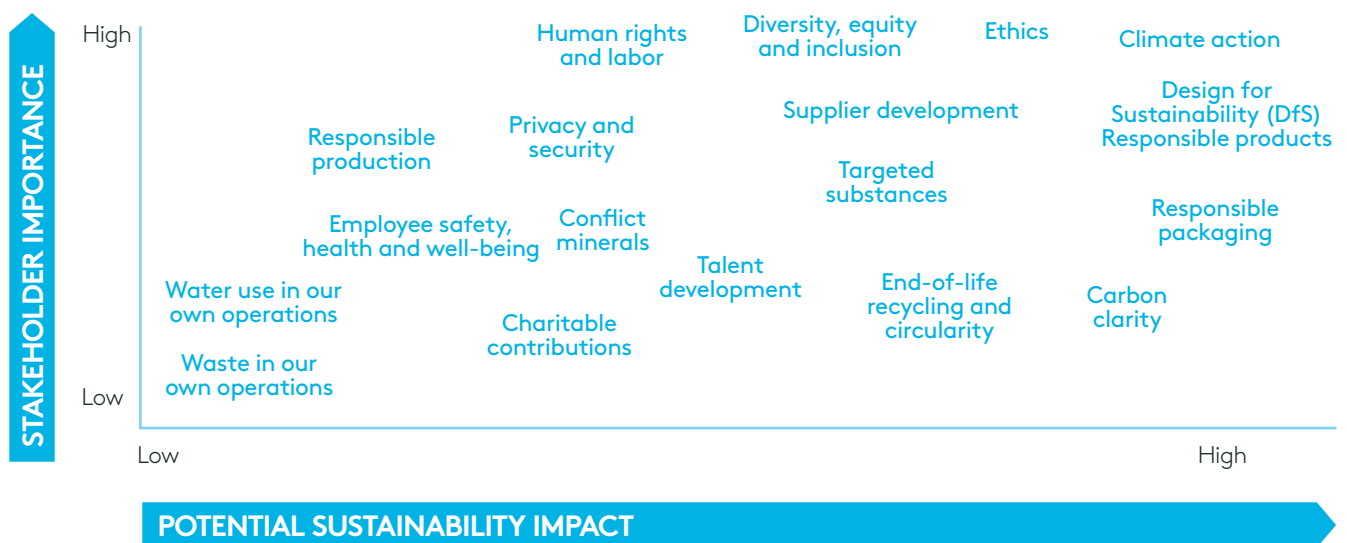 STAKEHOLDER IMPORTANCE
High
Low
Human rights
and labor
Diversity, equity
and inclusion
Ethics
Climate action
Design for
Sustainability (DfS)
Responsible products
Supplier development
Privacy and
security
Responsible
production
Targeted
substances
Responsible
packaging
Employee safety,
health and well-being
Conflict
minerals
Talent
development
End-of-life
recycling and
circularity
Carbon
clarity
Water use in our
own operations
Charitable
contributions
Waste in our
own operations
Low
High
POTENTIAL SUSTAINABILITY IMPACT